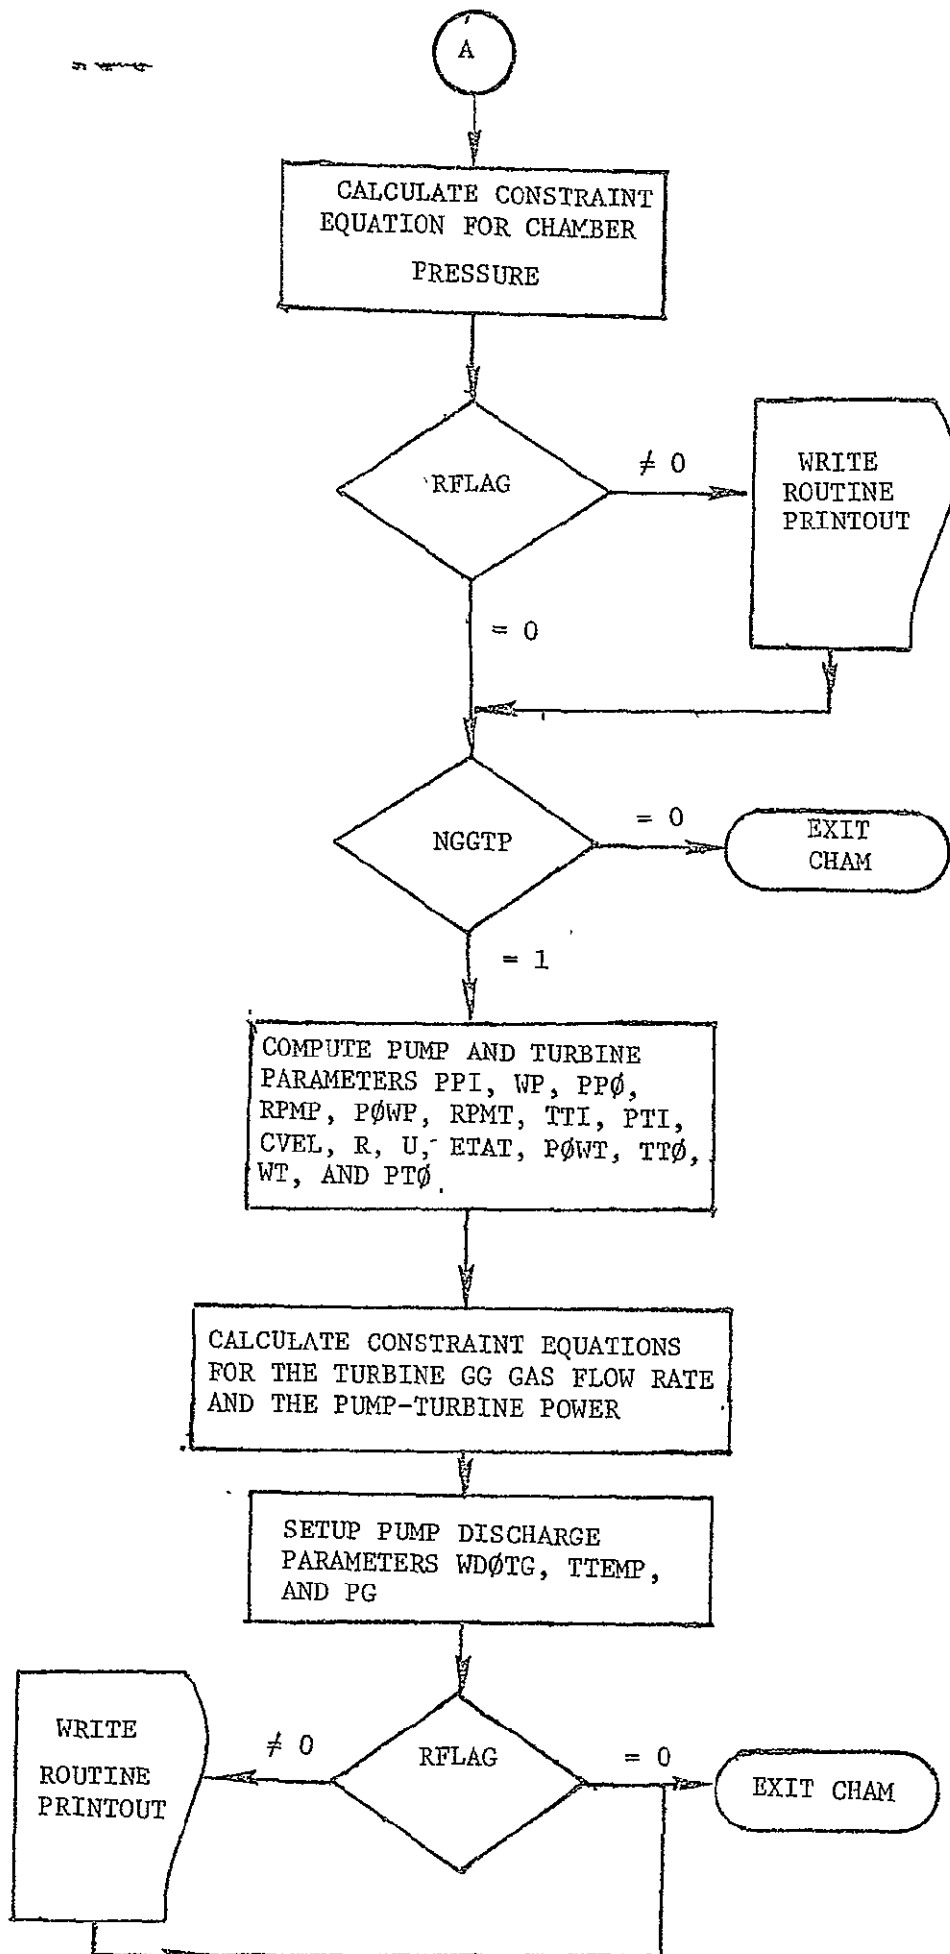 A
CALCULATE CONSTRAINT
EQUATION FOR CHAMBER
PRESSURE
RFLAG
≠ 0
WRITE
ROUTINE
PRINTOUT
= 0
NGGTP
= 0
EXIT
CHAM
= 1
COMPUTE PUMP AND TURBINE
PARAMETERS PPI, WP, PPØ,
RPMP, PØWP, RPMT, TTI, PTI,
CVEL, R, U, ETAT, PØWT, TTØ,
WT, AND PTØ.
CALCULATE CONSTRAINT EQUATIONS
FOR THE TURBINE GG GAS FLOW RATE
AND THE PUMP-TURBINE POWER
SETUP PUMP DISCHARGE
PARAMETERS WDØTG, TTEMP,
AND PG
WRITE
ROUTINE
PRINTOUT
≠ 0
RFLAG
= 0
EXIT CHAM